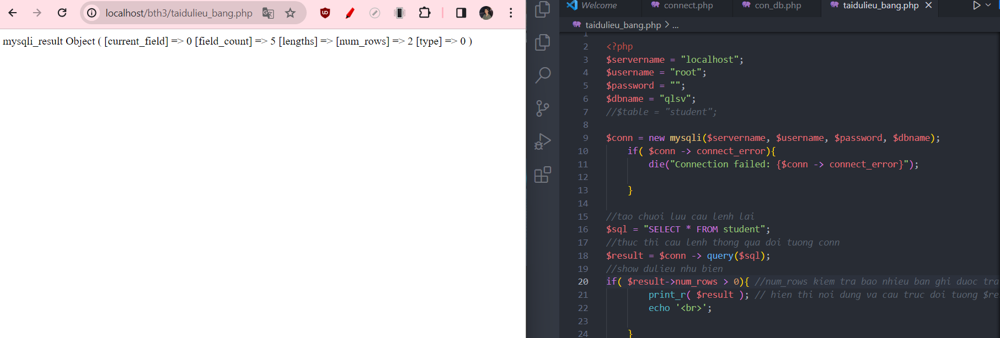 localhost/bth3/taidulieu_bang.php
mysqli_result Object ( [current_field] => 0 [field_count] => 5 [lengths] => [num_rows] => 2 [type] => 0 )
Welcome connect.php con_db.php taidulieu_bang.php
taidulieu_bang.php > ...
1
2 <?php
3 $servername = "localhost";
4 $username = "root";
5 $password = "";
6 $dbname = "qlsv";
7 //$table = "student";
8
9 $conn = new mysqli($servername, $username, $password, $dbname);
10 if( $conn -> connect_error){
11 die("Connection failed: {$conn -> connect_error}");
12
13 }
14
15 //tao chuoi luu cau lenh lai
16 $sql = "SELECT * FROM student";
17 //thuc thi cau lenh thong qua doi tuong conn
18 $result = $conn -> query($sql);
19 //show dulieu nhu bien
20 if( $result->num_rows > 0){ //num_rows kiem tra bao nhieu ban ghi duoc tra
21 print_r( $result ); // hien thi noi dung va cau truc doi tuong $re
22 echo '<br>';
23
24 }